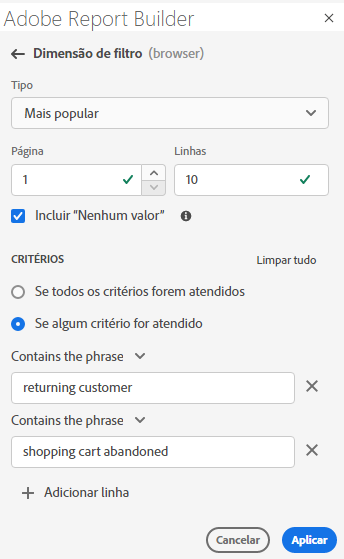 Adobe Report Builder
Dimensão de filtro (browser)
Tipo
Mais popular
Página
Linhas
1
10
Incluir "Nenhum valor"
CRITÉRIOS
Limpar tudo
Se todos os critérios forem atendidos
Se algum critério for atendido
Contains the phrase
returning customer
Contains the phrase
shopping cart abandoned
Adicionar linha
Cancelar
Aplicar